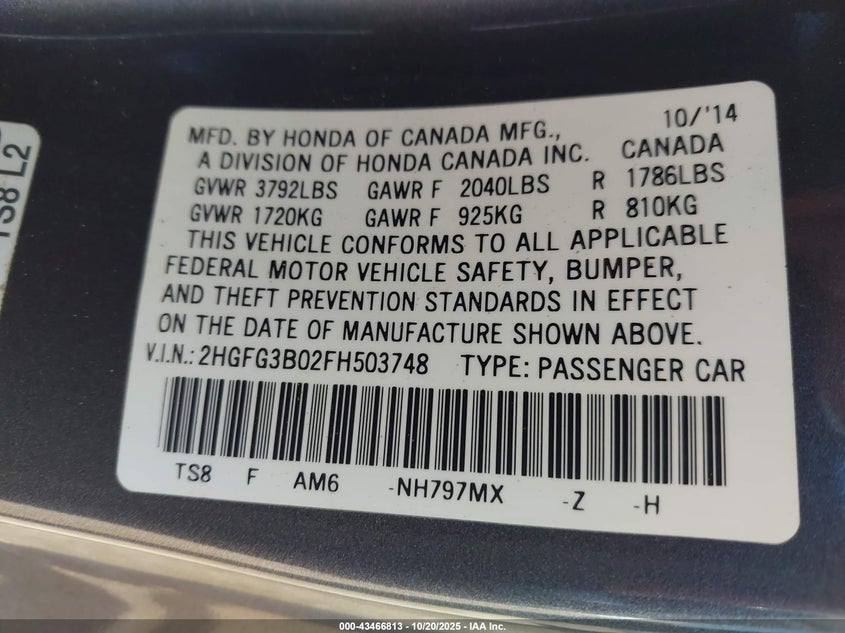 TS8 L2
10/'14
MFD. BY HONDA OF CANADA MFG.,
A DIVISION OF HONDA CANADA INC. CANADA
GVWR 3792LBS GAWR F 2040LBS R 1786LBS
GVWR 1720KG GAWR F 925KG R 810KG
THIS VEHICLE CONFORMS TO ALL APPLICABLE
FEDERAL MOTOR VEHICLE SAFETY, BUMPER,
AND THEFT PREVENTION STANDARDS IN EFFECT
ON THE DATE OF MANUFACTURE SHOWN ABOVE.
V.I.N.: 2HGFG3B02FH503748 TYPE: PASSENGER CAR
TS8 F AM6 -NH797MX -Z -H
000-43466813 - 10/20/2025 - IAA Inc.